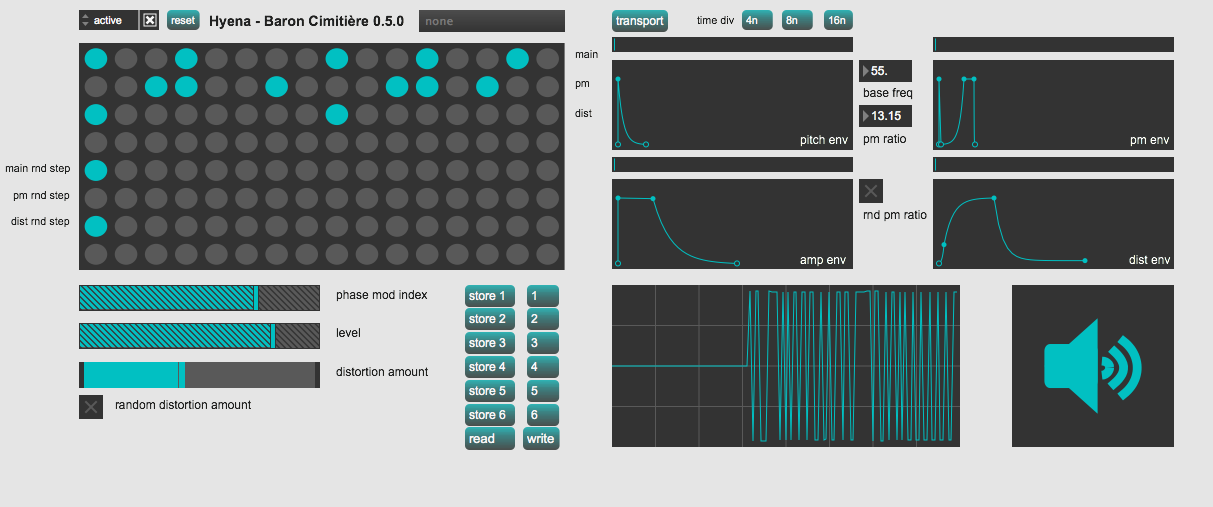 active
reset
Hyena - Baron Cimitière 0.5.0
none
transport
time div
4n
8n
16n
main
pm
dist
55.
base freq
13.15
pm ratio
pitch env
pm env
main rnd step
pm rnd step
dist rnd step
rnd pm ratio
amp env
dist env
phase mod index
level
distortion amount
random distortion amount
store 1
1
store 2
2
store 3
3
store 4
4
store 5
5
store 6
6
read
write